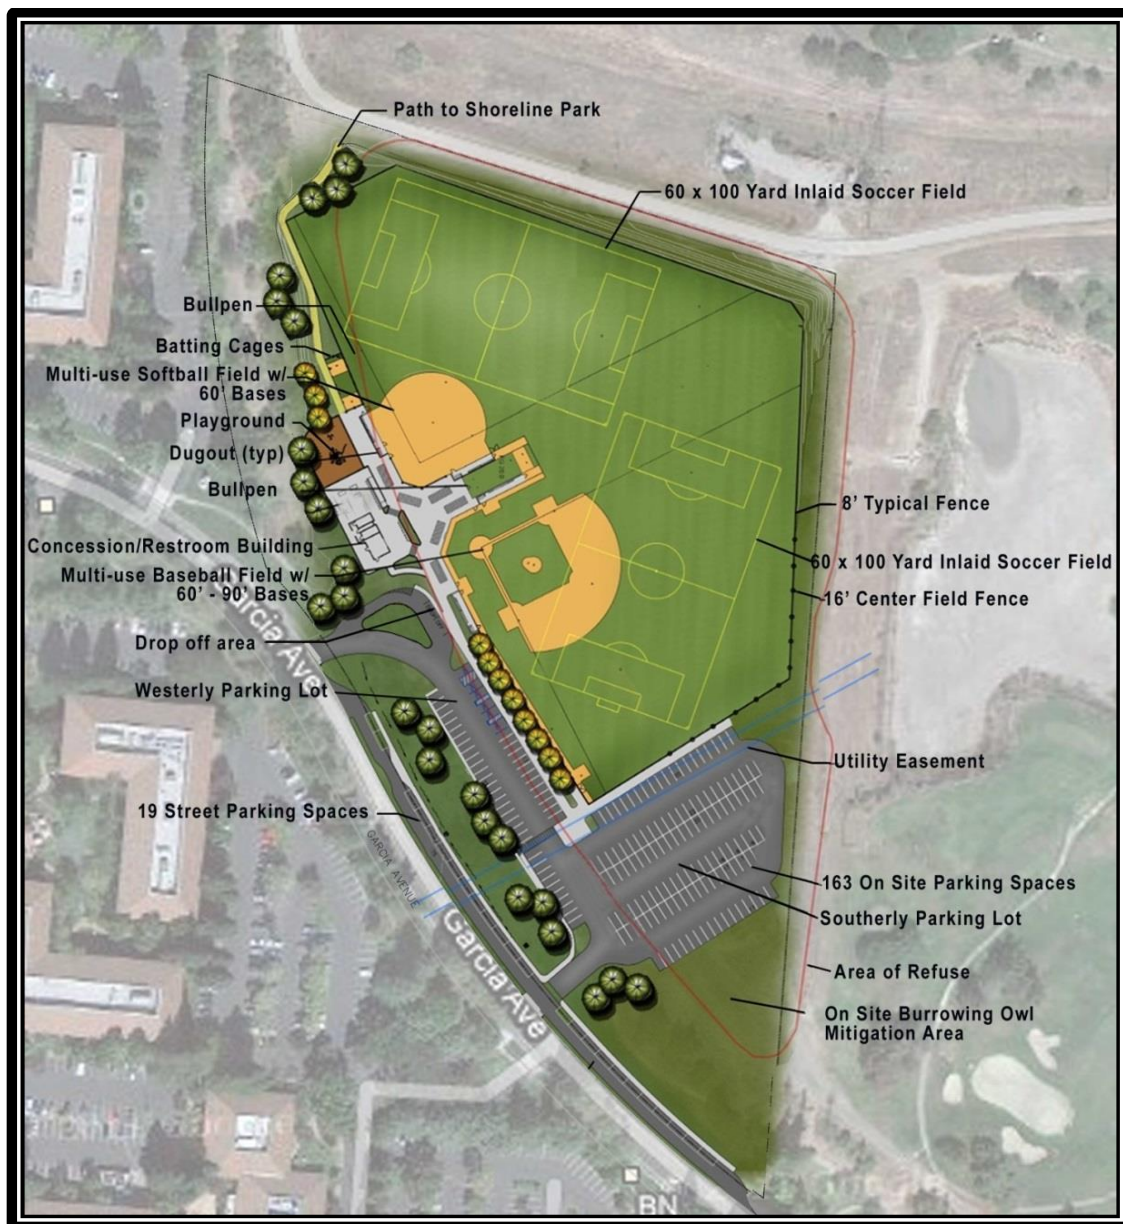 Path to Shoreline Park
60 x 100 Yard Inlaid Soccer Field
Bullpen
Batting Cages
Multi-use Softball Field w/
60' Bases
Playground
Dugout (typ)
Bullpen
8' Typical Fence
Concession/Restroom Building
60 x 100 Yard Inlaid Soccer Field
Multi-use Baseball Field w/
60' - 90' Bases
16' Center Field Fence
Garcia Ave
Drop off area
Westerly Parking Lot
Utility Easement
19 Street Parking Spaces
GARCIA AVENUE
163 On Site Parking Spaces
Southerly Parking Lot
Garcia Ave
Area of Refuse
On Site Burrowing Owl
Mitigation Area
BN